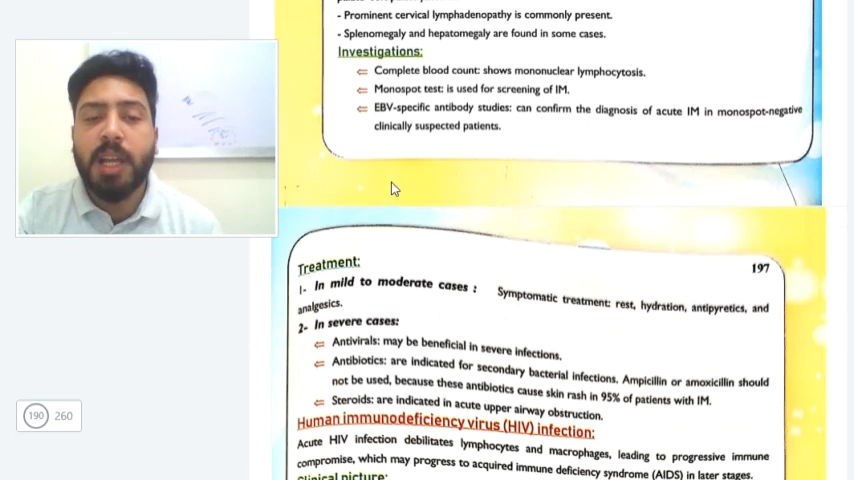 - Prominent cervical lymphadenopathy is commonly present.
- Splenomegaly and hepatomegaly are found in some cases.
Investigations:
⇐ Complete blood count: shows mononuclear lymphocytosis.
⇐ Monospot test: is used for screening of IM.
⇐ EBV-specific antibody studies: can confirm the diagnosis of acute IM in monospot-negative
clinically suspected patients.
197
Treatment:
1- In mild to moderate cases : Symptomatic treatment: rest, hydration, antipyretics, and
analgesics.
2- In severe cases:
⇐ Antivirals: may be beneficial in severe infections.
⇐ Antibiotics: are indicated for secondary bacterial infections. Ampicillin or amoxicillin should
not be used, because these antibiotics cause skin rash in 95% of patients with IM.
⇐ Steroids: are indicated in acute upper airway obstruction.
Human immunodeficiency virus (HIV) infection:
Acute HIV infection debilitates lymphocytes and macrophages, leading to progressive immune
compromise, which may progress to acquired immune deficiency syndrome (AIDS) in later stages.
Clinical picture:
190 260